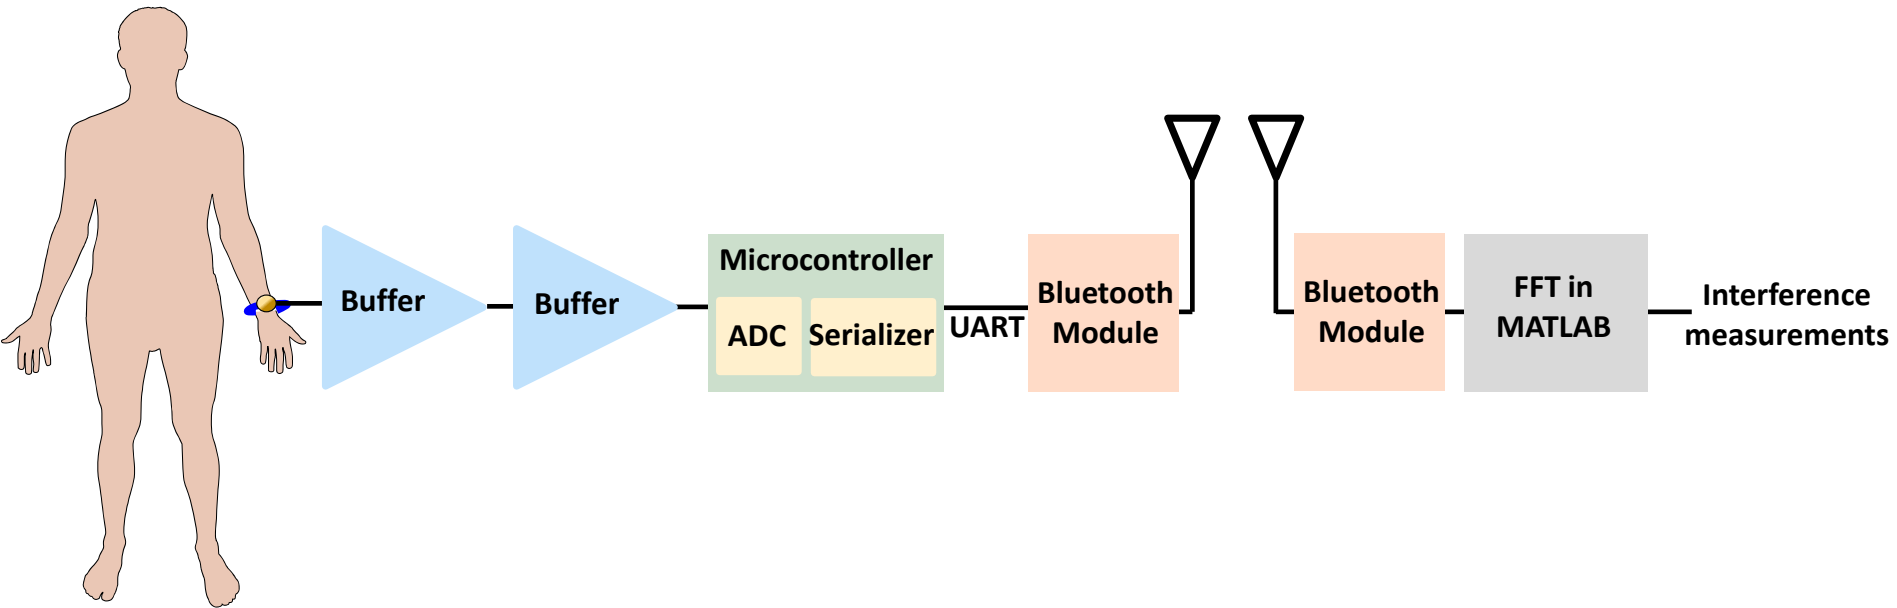 Buffer
Buffer
Microcontroller
ADC
Serializer
UART
Bluetooth
Module
Bluetooth
Module
FFT in
MATLAB
Interference
measurements